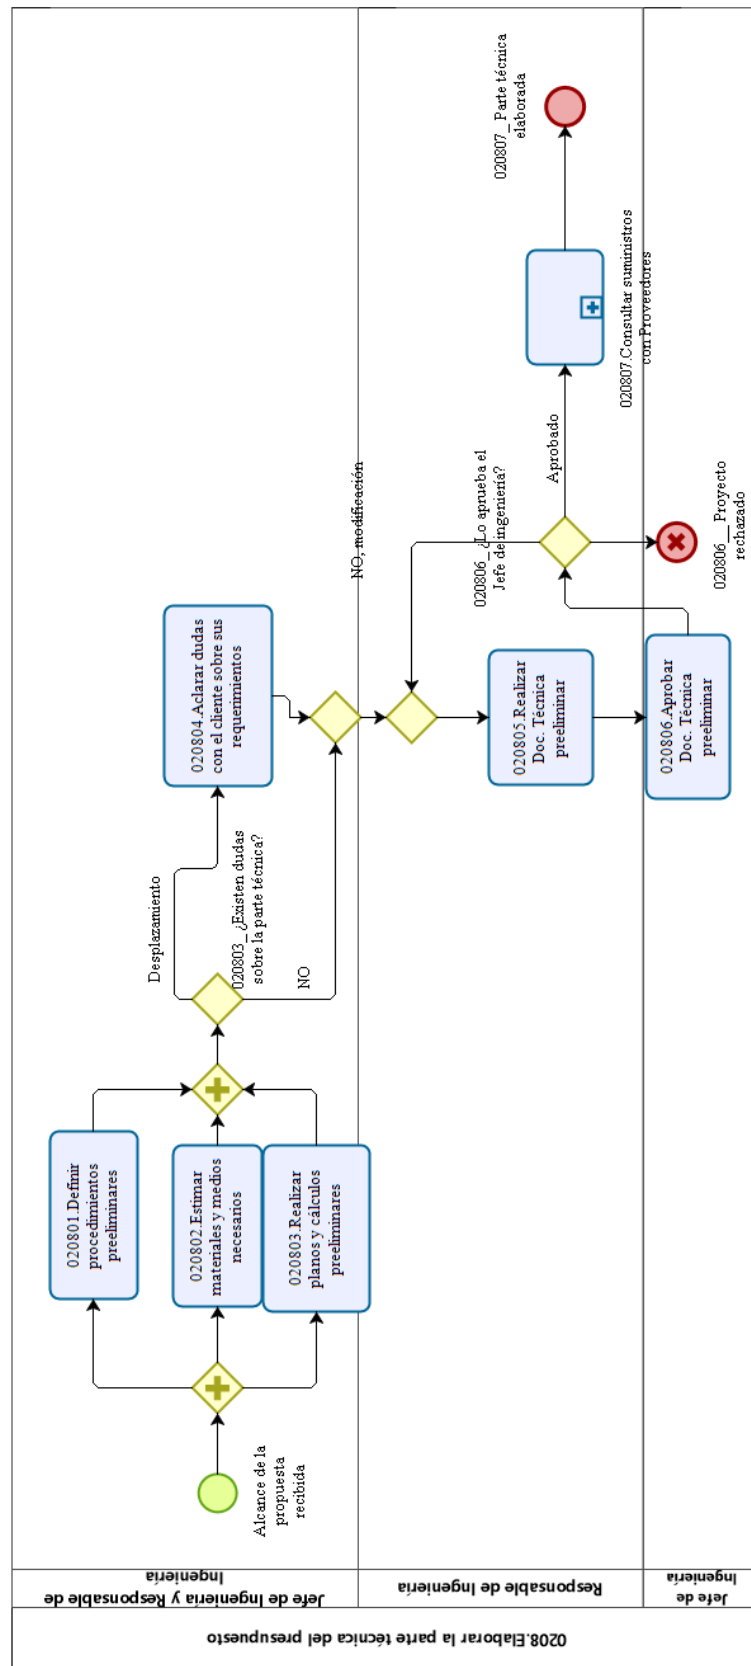 0208.Elaborar la parte técnica del presupuesto
Jefe de Ingeniería y Responsable de
Ingeniería
Responsable de Ingeniería
Jefe de
Ingeniería
Alcance de la
propuesta
recibida
020801.Definir
procedimientos
preeliminares
020802.Estimar
materiales y medios
necesarios
020803.Realizar
planos y cálculos
preeliminares
Desplazamiento
020803_¿Existen dudas
sobre la parte técnica?
NO
020804.Aclarar dudas
con el cliente sobre sus
requerimientos
NO, modificación
020805.Realizar
Doc. Técnica
preeliminar
020806.Aprobar
Doc. Técnica
preeliminar
020806_¿Lo aprueba el
Jefe de ingeniería?
Aprobado
020806__Proyecto
rechazado
020807.Consultar suministros
con Proveedores
020807_Parte técnica
elaborada